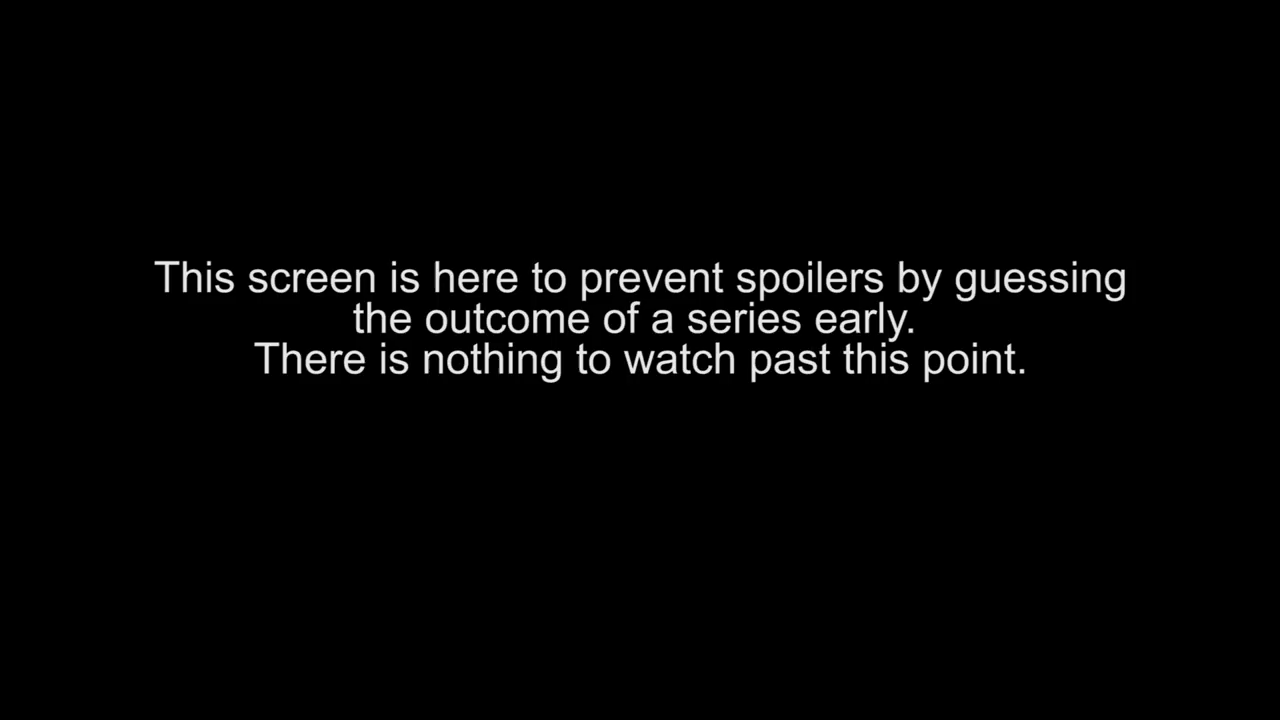 This screen is here to prevent spoilers by guessing
the outcome of a series early.
There is nothing to watch past this point.